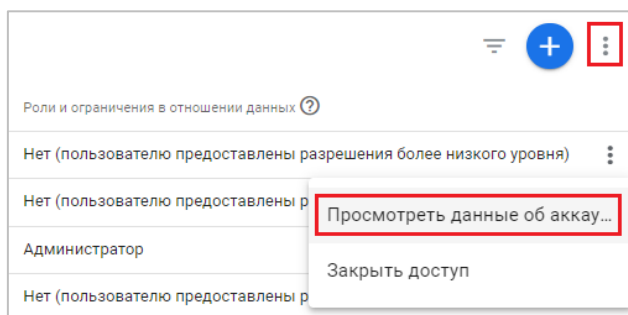 Роли и ограничения в отношении данных ?
Нет (пользователю предоставлены разрешения более низкого уровня)
Нет (пользователю предоставлены р
Просмотреть данные об аккау...
Администратор
Закрыть доступ
Нет (пользователю предоставлены р